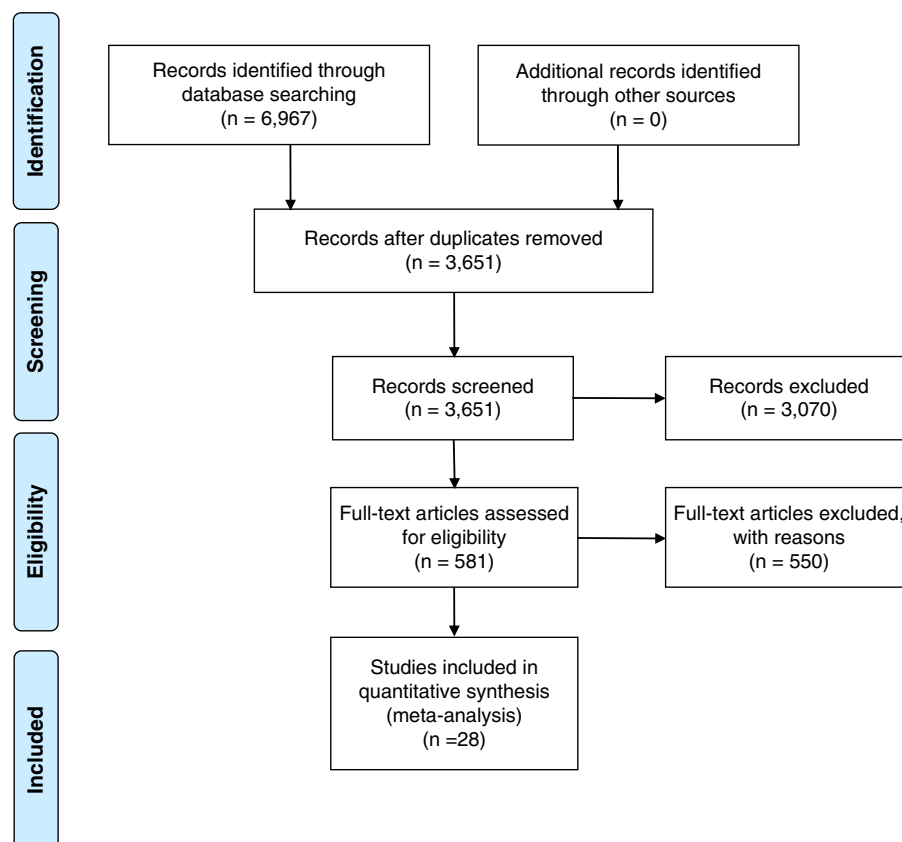 Identification
Records identified through
database searching
(n = 6,967)
Additional records identified
through other sources
(n = 0)
Screening
Records after duplicates removed
(n = 3,651)
Records screened
(n = 3,651)
Records excluded
(n = 3,070)
Eligibility
Full-text articles assessed
for eligibility
(n = 581)
Full-text articles excluded,
with reasons
(n = 550)
Included
Studies included in
quantitative synthesis
(meta-analysis)
(n =28)